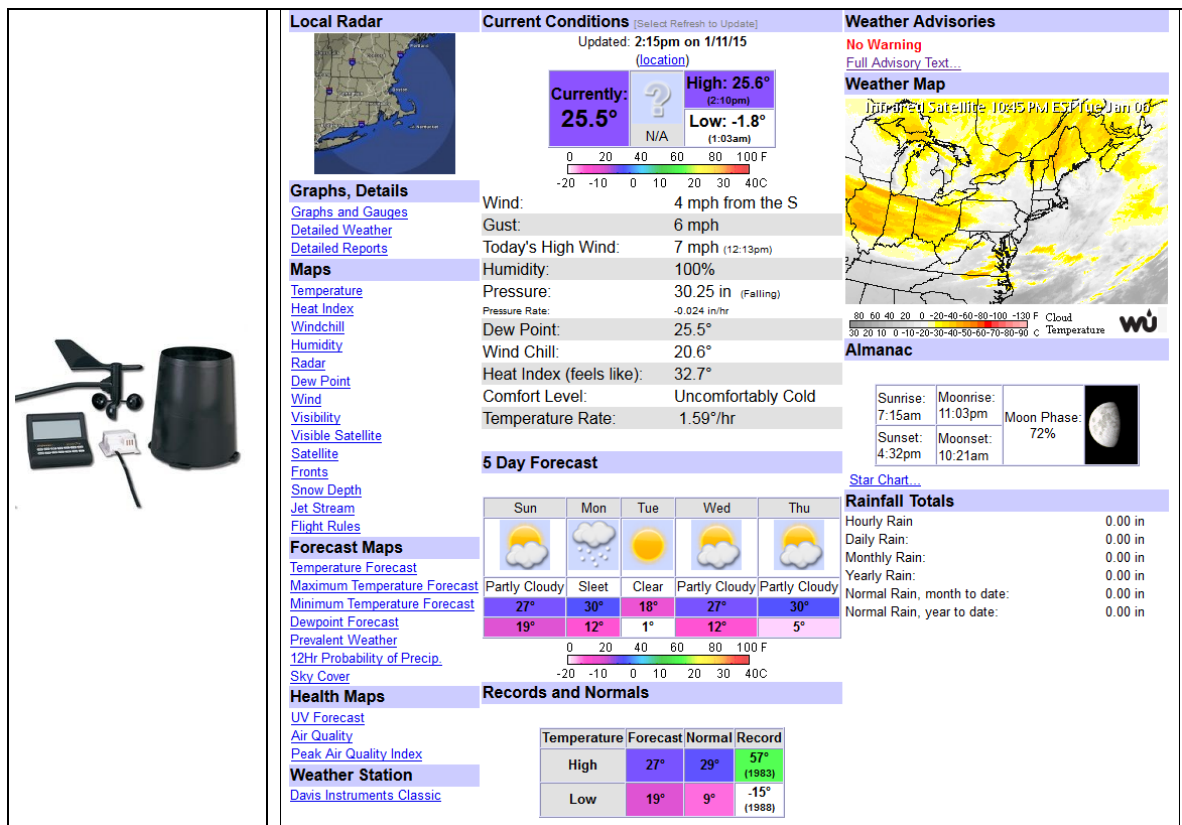 Local Radar
Graphs, Details
Graphs and Gauges
Detailed Weather
Detailed Reports
Maps
Temperature
Heat Index
Windchill
Humidity
Radar
Dew Point
Wind
Visibility
Visible Satellite
Satellite
Fronts
Snow Depth
Jet Stream
Flight Rules
Forecast Maps
Temperature Forecast
Maximum Temperature Forecast
Minimum Temperature Forecast
Dewpoint Forecast
Prevalent Weather
12Hr Probability of Precip.
Sky Cover
Health Maps
UV Forecast
Air Quality
Peak Air Quality Index
Weather Station
Davis Instruments Classic
Current Conditions [Select Refresh to Update]
Updated: 2:15pm on 1/11/15
(location)
Currently:
25.5°
?
N/A
High: 25.6°
(2:10pm)
Low: -1.8°
(1:03am)
0 20 40 60 80 100 F
-20 -10 0 10 20 30 40C
Wind: 4 mph from the S
Gust: 6 mph
Today's High Wind: 7 mph (12:13pm)
Humidity: 100%
Pressure: 30.25 in (Falling)
Pressure Rate: -0.024 in/hr
Dew Point: 25.5°
Wind Chill: 20.6°
Heat Index (feels like): 32.7°
Comfort Level: Uncomfortably Cold
Temperature Rate: 1.59°/hr
5 Day Forecast
Sun Mon Tue Wed Thu
Partly Cloudy Sleet Clear Partly Cloudy Partly Cloudy
27° 30° 18° 27° 30°
19° 12° 1° 12° 5°
0 20 40 60 80 100 F
-20 -10 0 10 20 30 40C
Records and Normals
Temperature Forecast Normal Record
High 27° 29° 57°
(1983)
Low 19° 9° -15°
(1988)
Weather Advisories
No Warning
Full Advisory Text...
Weather Map
Infrared Satellite 10:45 PM EST Tue Jan 06
80 60 40 20 0 -20 -40 -60 -80 -100 -130 F Cloud
30 20 10 0 -10 -20 -30 -40 -50 -60 -70 -80 -90 C Temperature
wu
Almanac
Sunrise:
7:15am
Moonrise:
11:03pm
Sunset:
4:32pm
Moonset:
10:21am
Moon Phase:
72%
Star Chart...
Rainfall Totals
Hourly Rain 0.00 in
Daily Rain: 0.00 in
Monthly Rain: 0.00 in
Yearly Rain: 0.00 in
Normal Rain, month to date: 0.00 in
Normal Rain, year to date: 0.00 in